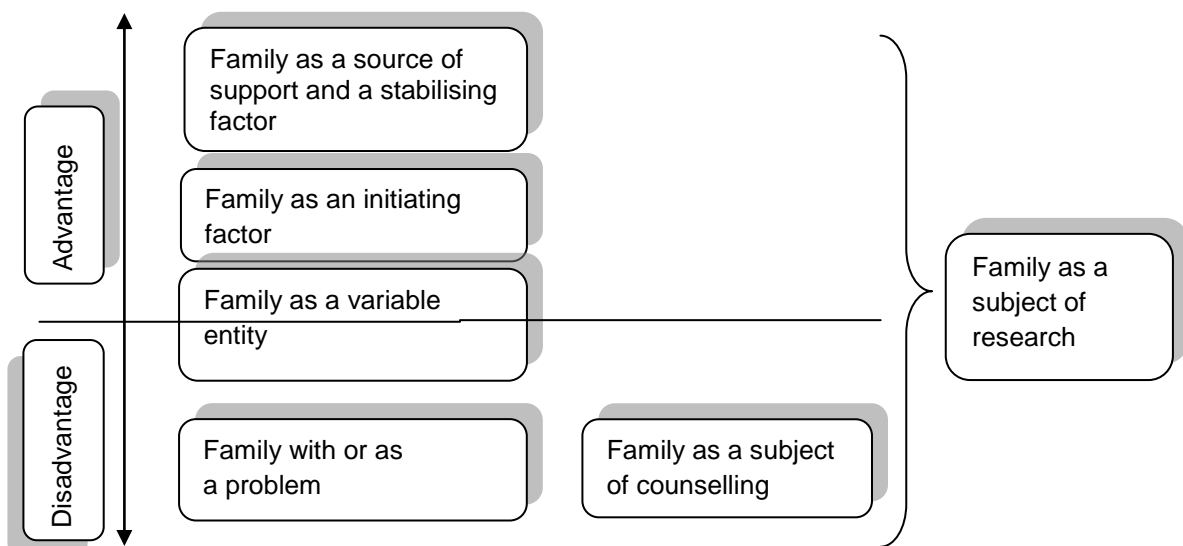 Advantage
Family as a source of
support and a stabilising
factor
Family as an initiating
factor
Family as a variable
entity
Disadvantage
Family with or as
a problem
Family as a subject
of counselling
Family as a
subject of
research